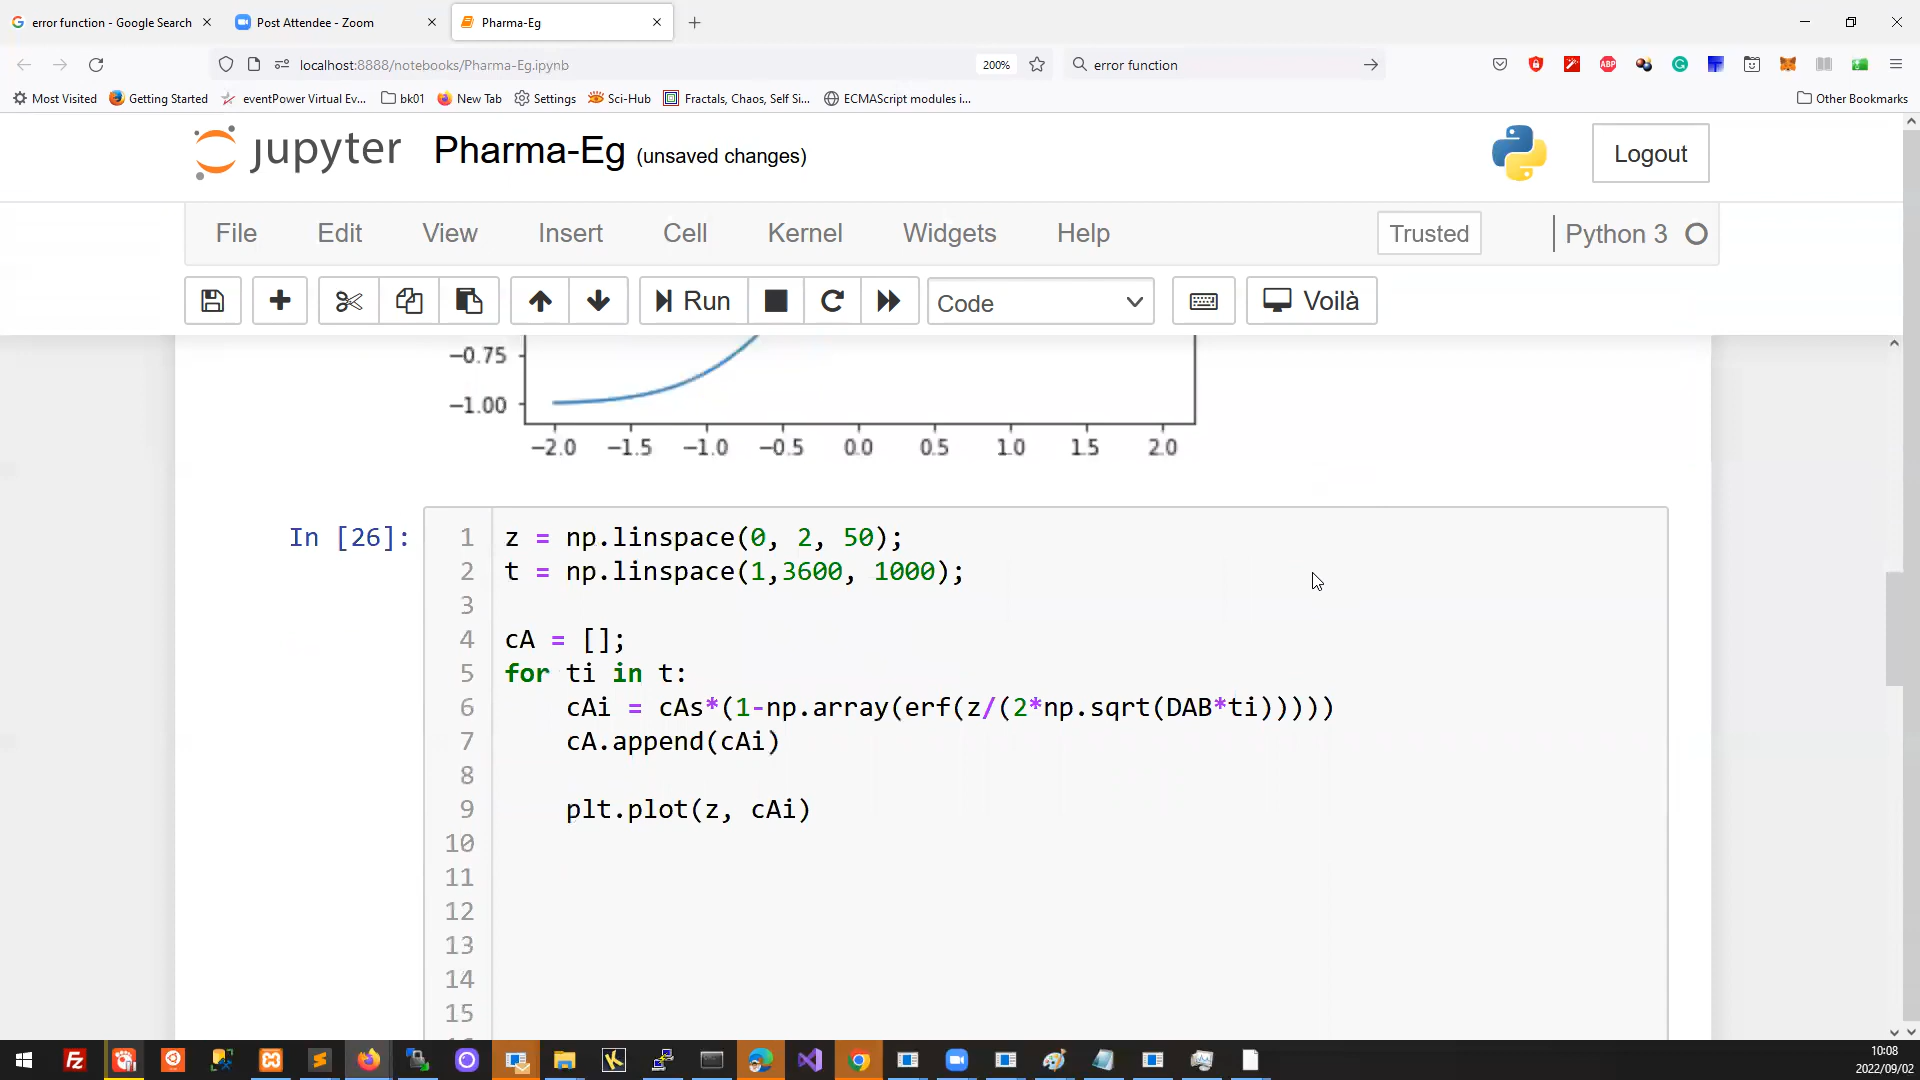 error function - Google Search
Post Attendee - Zoom
Pharma-Eg
localhost:8888/notebooks/Pharma-Eg.ipynb
200%
error function
Most Visited
Getting Started
eventPower Virtual Ev...
bk01
New Tab
Settings
Sci-Hub
Fractals, Chaos, Self Si...
ECMAScript modules i...
Other Bookmarks
jupyter
Pharma-Eg (unsaved changes)
Logout
File Edit View Insert Cell Kernel Widgets Help
Trusted
Python 3
Run
Code
Voilà
−0.75
−1.00
−2.0 −1.5 −1.0 −0.5 0.0 0.5 1.0 1.5 2.0
In [26]:
1 z = np.linspace(0, 2, 50);
2 t = np.linspace(1,3600, 1000);
3
4 cA = [];
5 for ti in t:
6 cAi = cAs*(1-np.array(erf(z/(2*np.sqrt(DAB*ti)))))
7 cA.append(cAi)
8
9 plt.plot(z, cAi)
10
11
12
13
14
15
10:08
2022/09/02